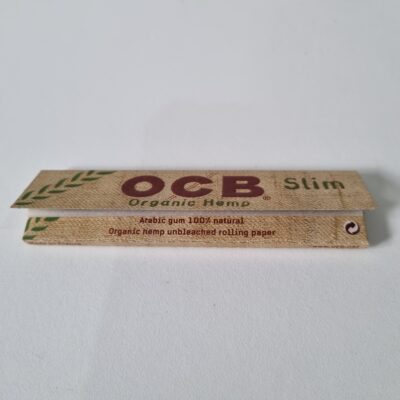 OCB® Slim
Organic Hemp
Arabic gum 100% natural
Organic hemp unbleached rolling paper